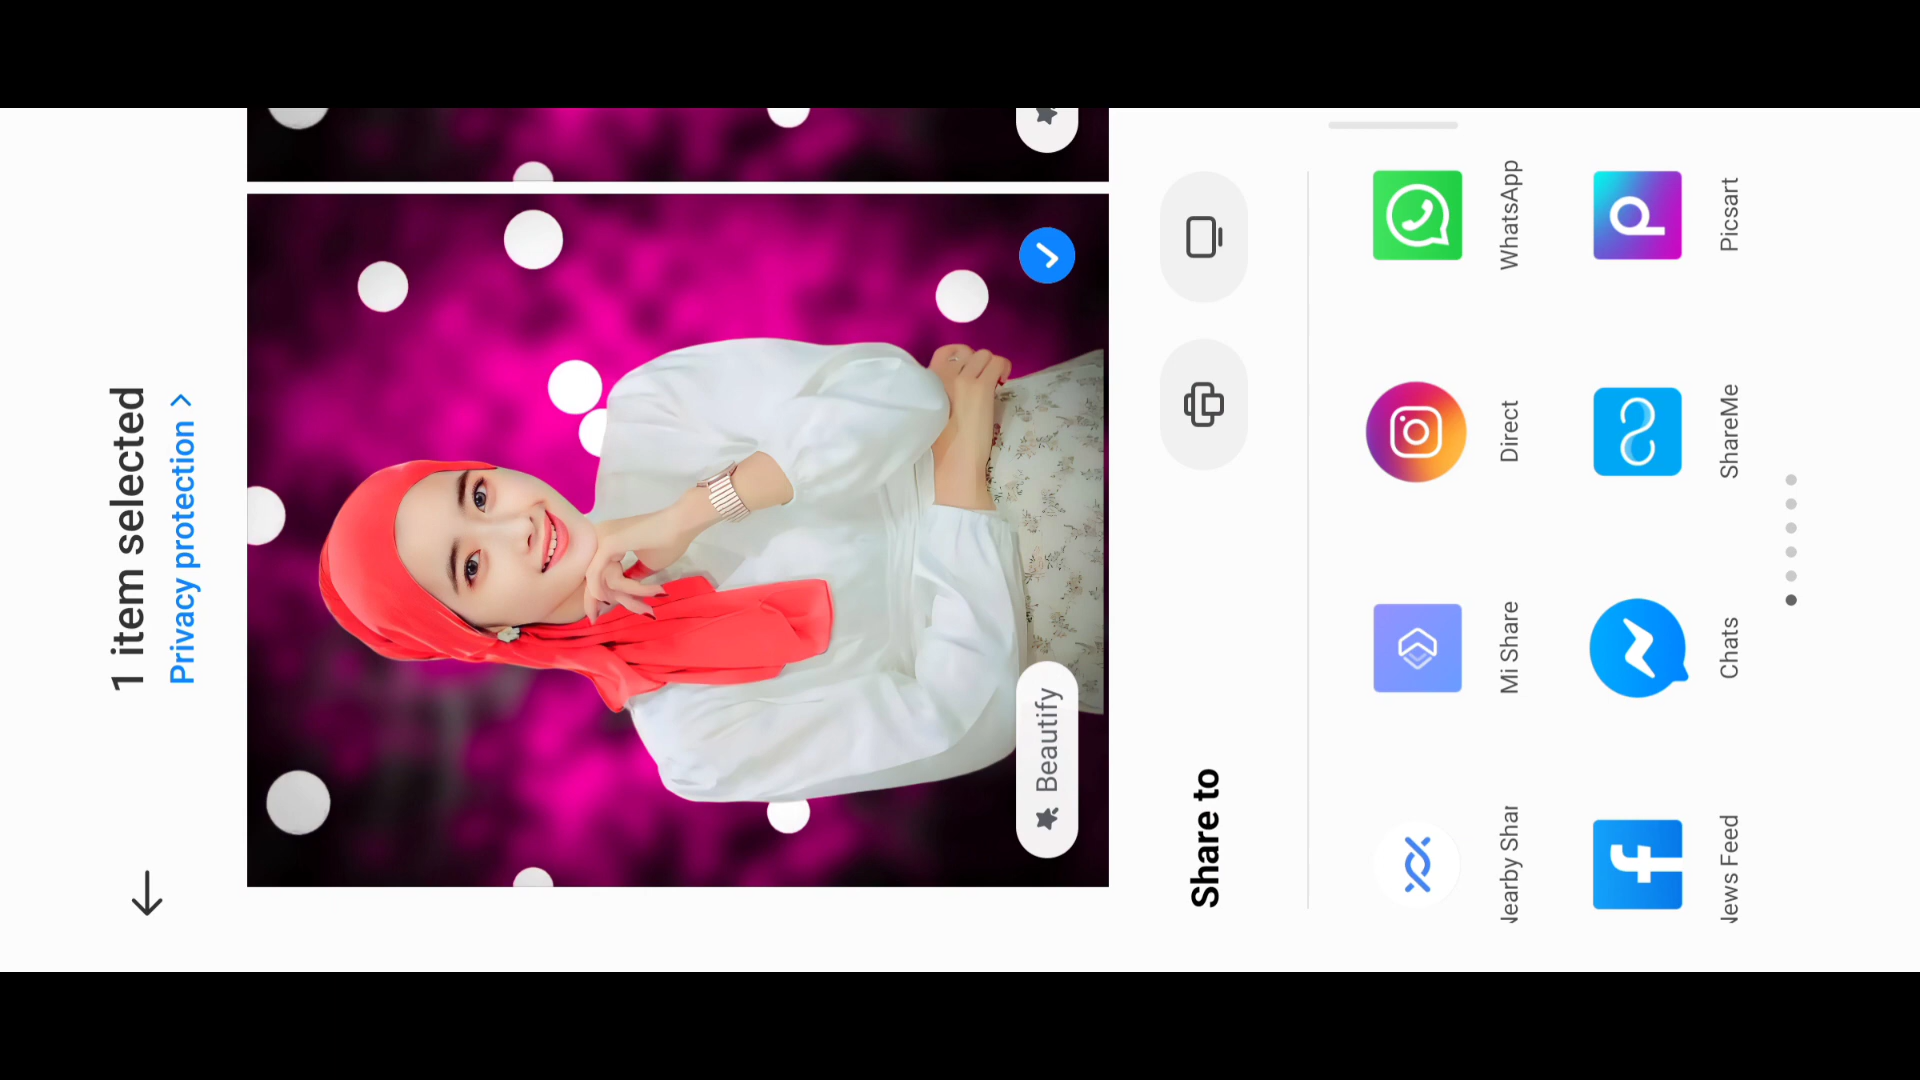 1 item selected
Privacy protection >
Beautify
Share to
Nearby Shar
Mi Share
Direct
WhatsApp
News Feed
Chats
ShareMe
Picsart